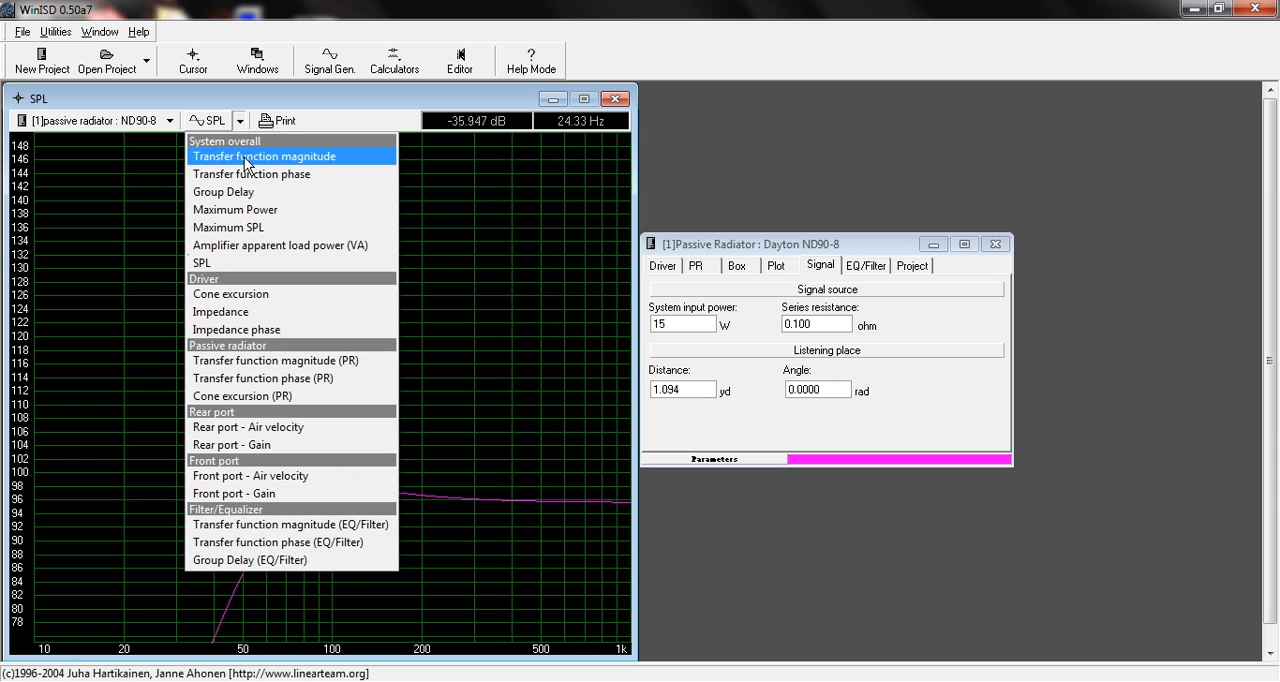 WinISD 0.50a7
File Utilities Window Help
New Project Open Project Cursor Windows Signal Gen. Calculators Editor Help Mode
SPL
[1]passive radiator : ND90-8 SPL Print -35.947 dB 24.33 Hz
System overall
Transfer function magnitude
Transfer function phase
Group Delay
Maximum Power
Maximum SPL
Amplifier apparent load power (VA)
SPL
Driver
Cone excursion
Impedance
Impedance phase
Passive radiator
Transfer function magnitude (PR)
Transfer function phase (PR)
Cone excursion (PR)
Rear port
Rear port - Air velocity
Rear port - Gain
Front port
Front port - Air velocity
Front port - Gain
Filter/Equalizer
Transfer function magnitude (EQ/Filter)
Transfer function phase (EQ/Filter)
Group Delay (EQ/Filter)
148
146
144
142
140
138
136
134
132
130
128
126
124
122
120
118
116
114
112
110
108
106
104
102
100
98
96
94
92
90
88
86
84
82
80
78
10 20 50 100 200 500 1k
[1]Passive Radiator : Dayton ND90-8
Driver PR Box Plot Signal EQ/Filter Project
Signal source
System input power: Series resistance:
15 W 0.100 ohm
Listening place
Distance: Angle:
1.094 yd 0.0000 rad
Parameters
(c)1996-2004 Juha Hartikainen, Janne Ahonen [http://www.linearteam.org]